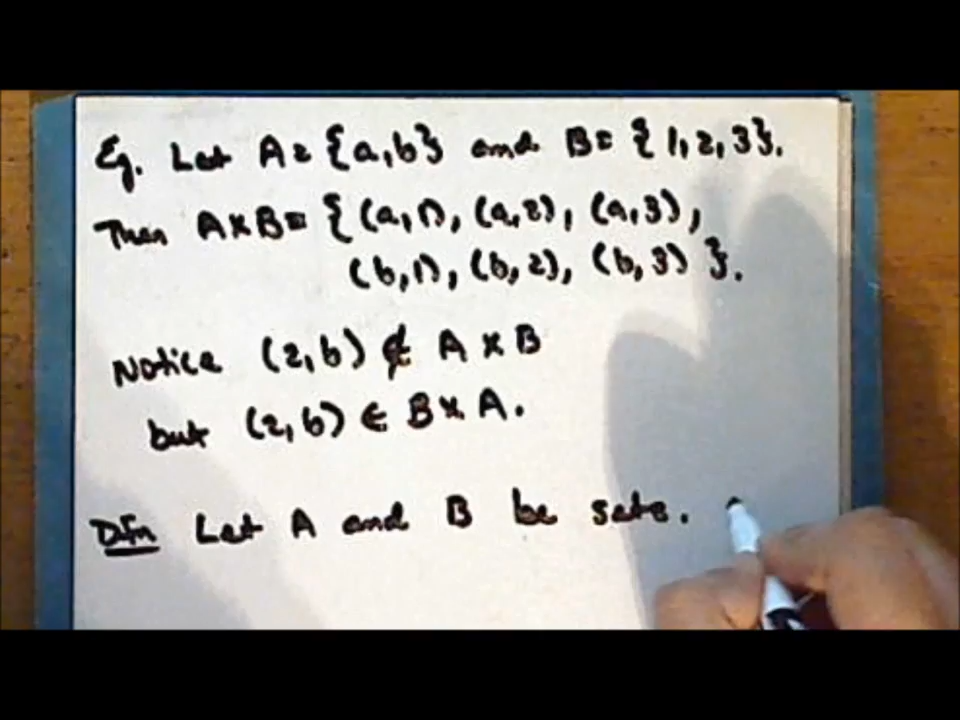 Eg. Let A = {a,b} and B = {1,2,3}.
Then A×B = {(a,1), (a,2), (a,3),
(b,1), (b,2), (b,3)}.
Notice (2,b) ∉ A × B
but (2,b) ∈ B × A.
Dfn Let A and B be sets.